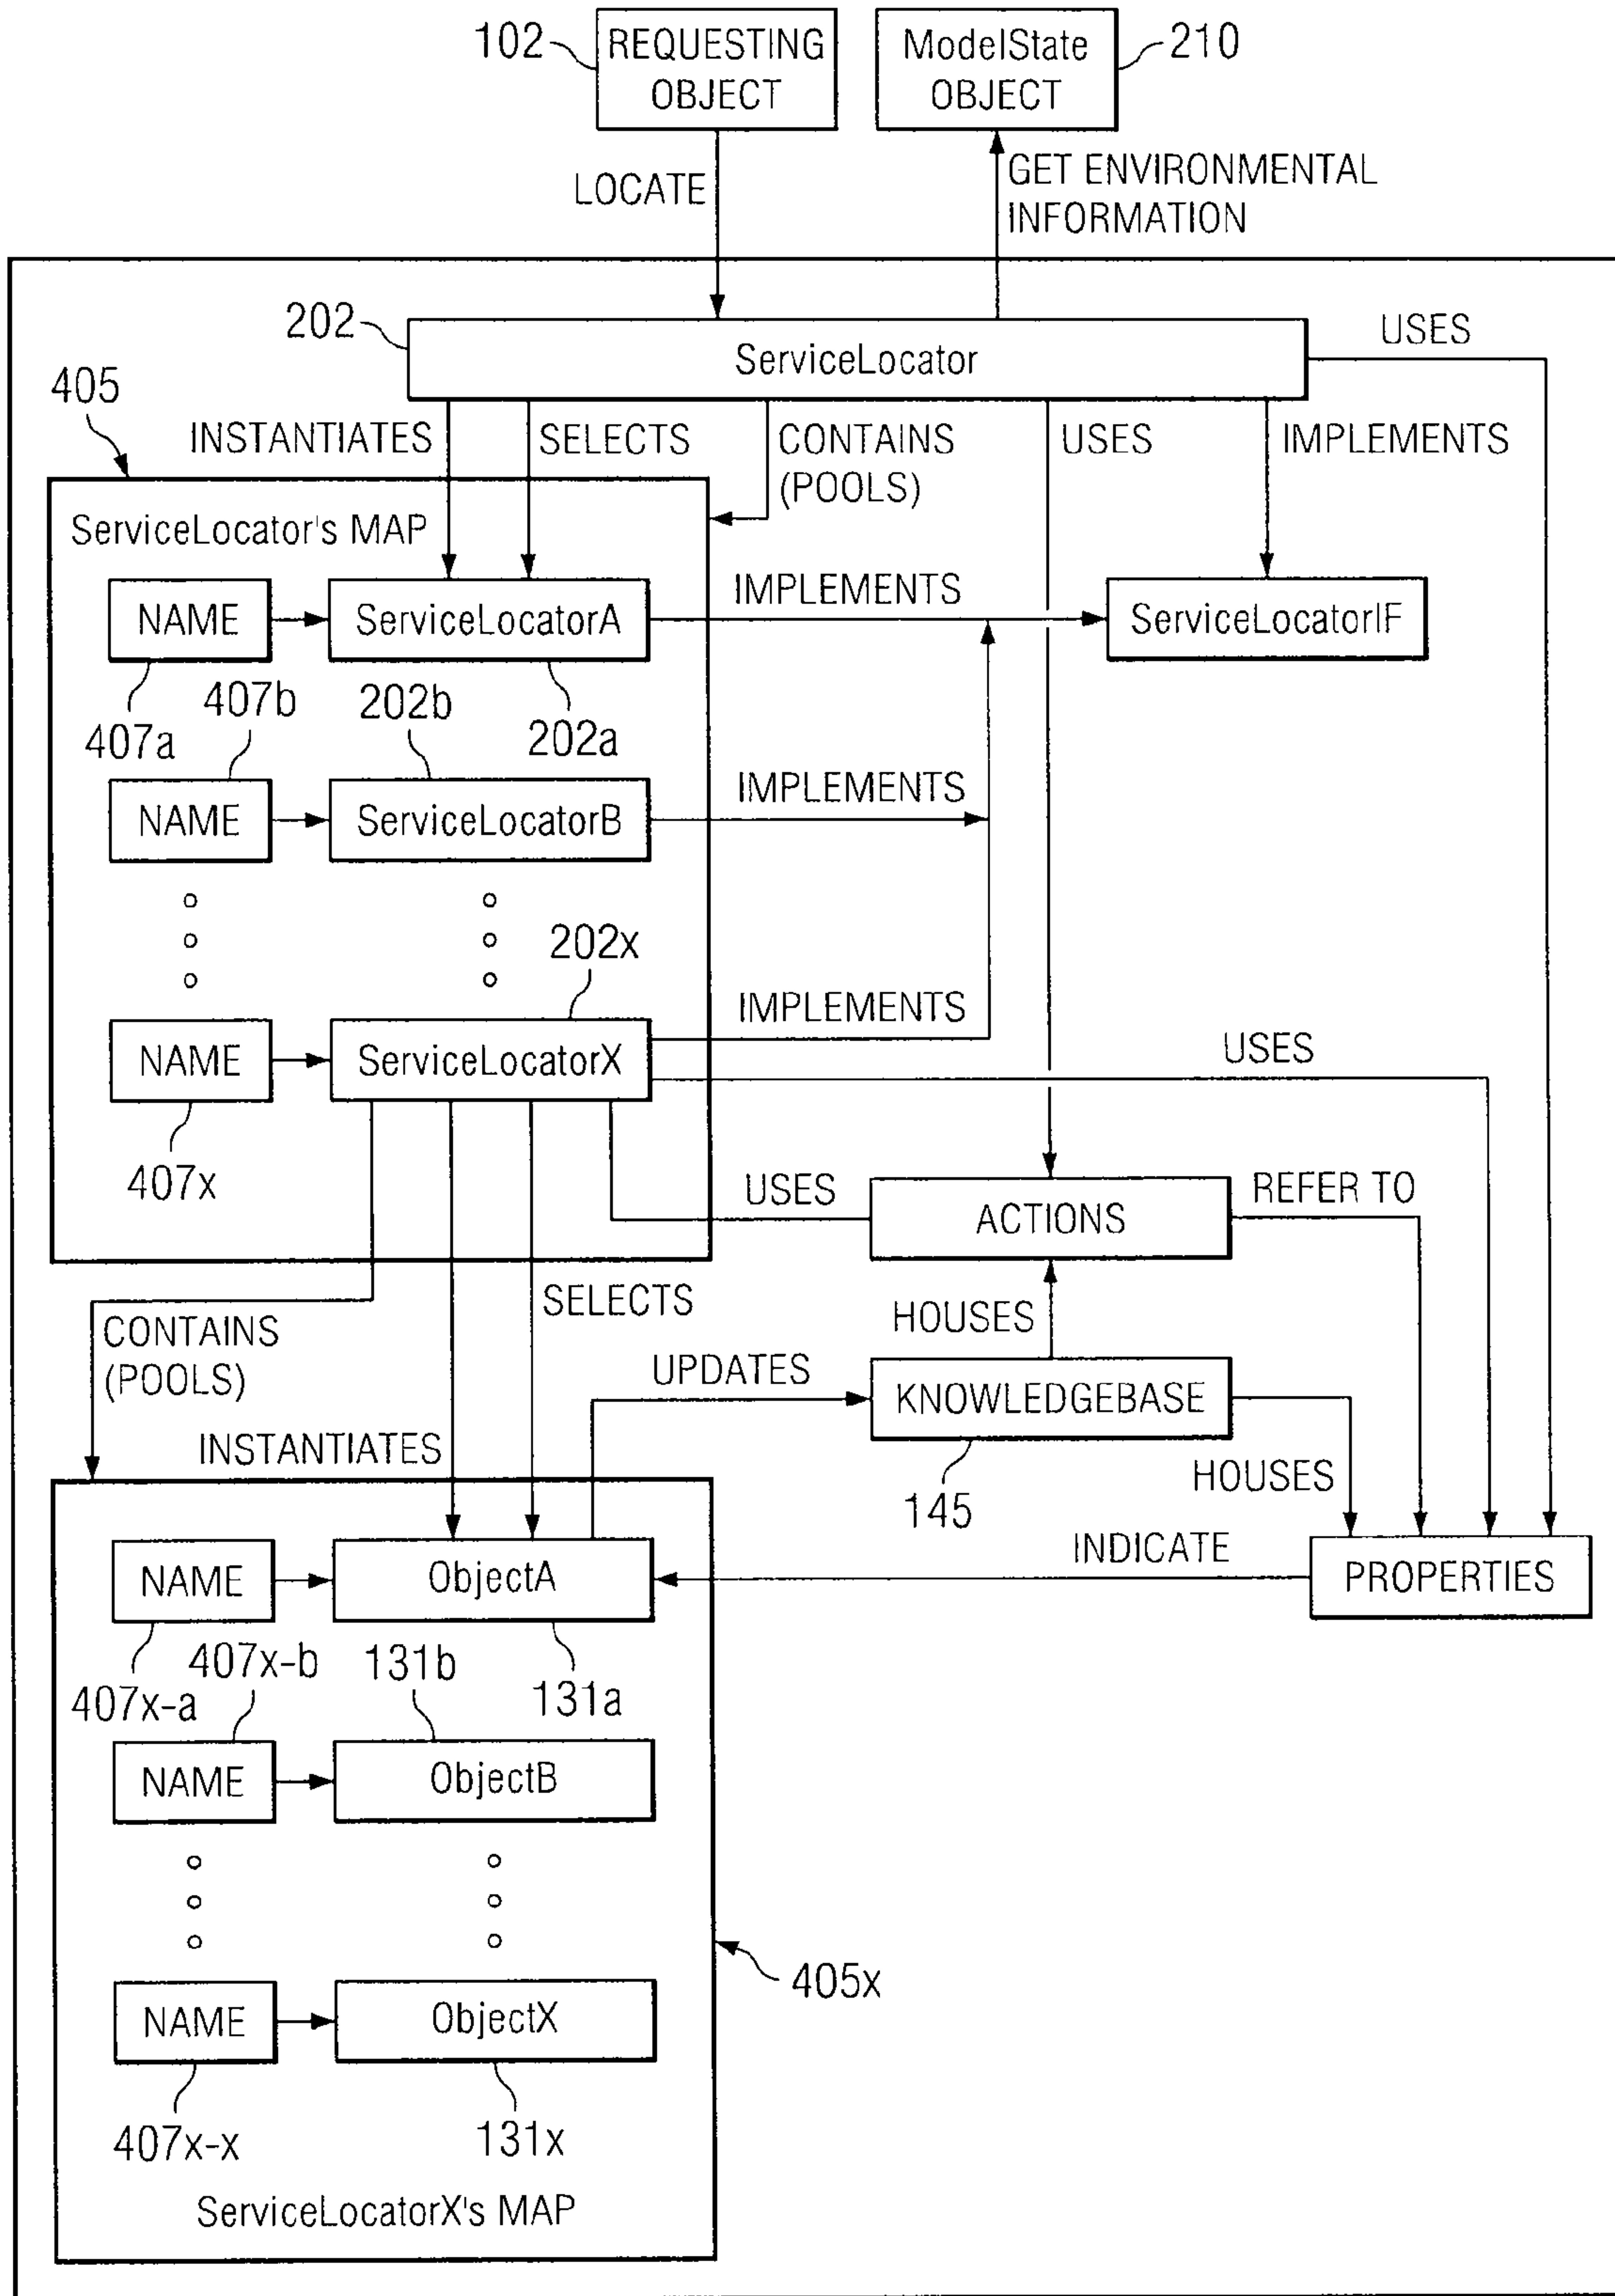 102
REQUESTING
OBJECT
ModelState
OBJECT
210
LOCATE
GET ENVIRONMENTAL
INFORMATION
202
ServiceLocator
USES
405
INSTANTIATES
SELECTS
CONTAINS
(POOLS)
USES
IMPLEMENTS
ServiceLocator's MAP
NAME
ServiceLocatorA
IMPLEMENTS
ServiceLocatorIF
407a
407b
202b
202a
NAME
ServiceLocatorB
IMPLEMENTS
202x
NAME
ServiceLocatorX
IMPLEMENTS
USES
407x
USES
ACTIONS
REFER TO
CONTAINS
(POOLS)
SELECTS
HOUSES
UPDATES
KNOWLEDGEBASE
INSTANTIATES
145
HOUSES
NAME
ObjectA
INDICATE
PROPERTIES
407x-a
407x-b
131b
131a
NAME
ObjectB
405x
NAME
ObjectX
407x-x
131x
ServiceLocatorX's MAP